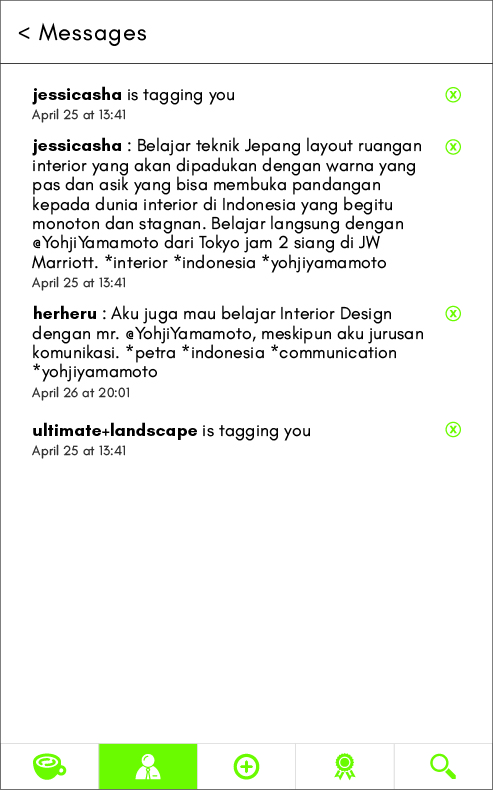 < Messages
jessicasha is tagging you
April 25 at 13:41
jessicasha : Belajar teknik Jepang layout ruangan
interior yang akan dipadukan dengan warna yang
pas dan asik yang bisa membuka pandangan
kepada dunia interior di Indonesia yang begitu
monoton dan stagnan. Belajar langsung dengan
@YohjiYamamoto dari Tokyo jam 2 siang di JW
Marriott. *interior *indonesia *yohjiyamamoto
April 25 at 13:41
herheru : Aku juga mau belajar Interior Design
dengan mr. @YohjiYamamoto, meskipun aku jurusan
komunikasi. *petra *indonesia *communication
*yohjiyamamoto
April 26 at 20:01
ultimate+landscape is tagging you
April 25 at 13:41